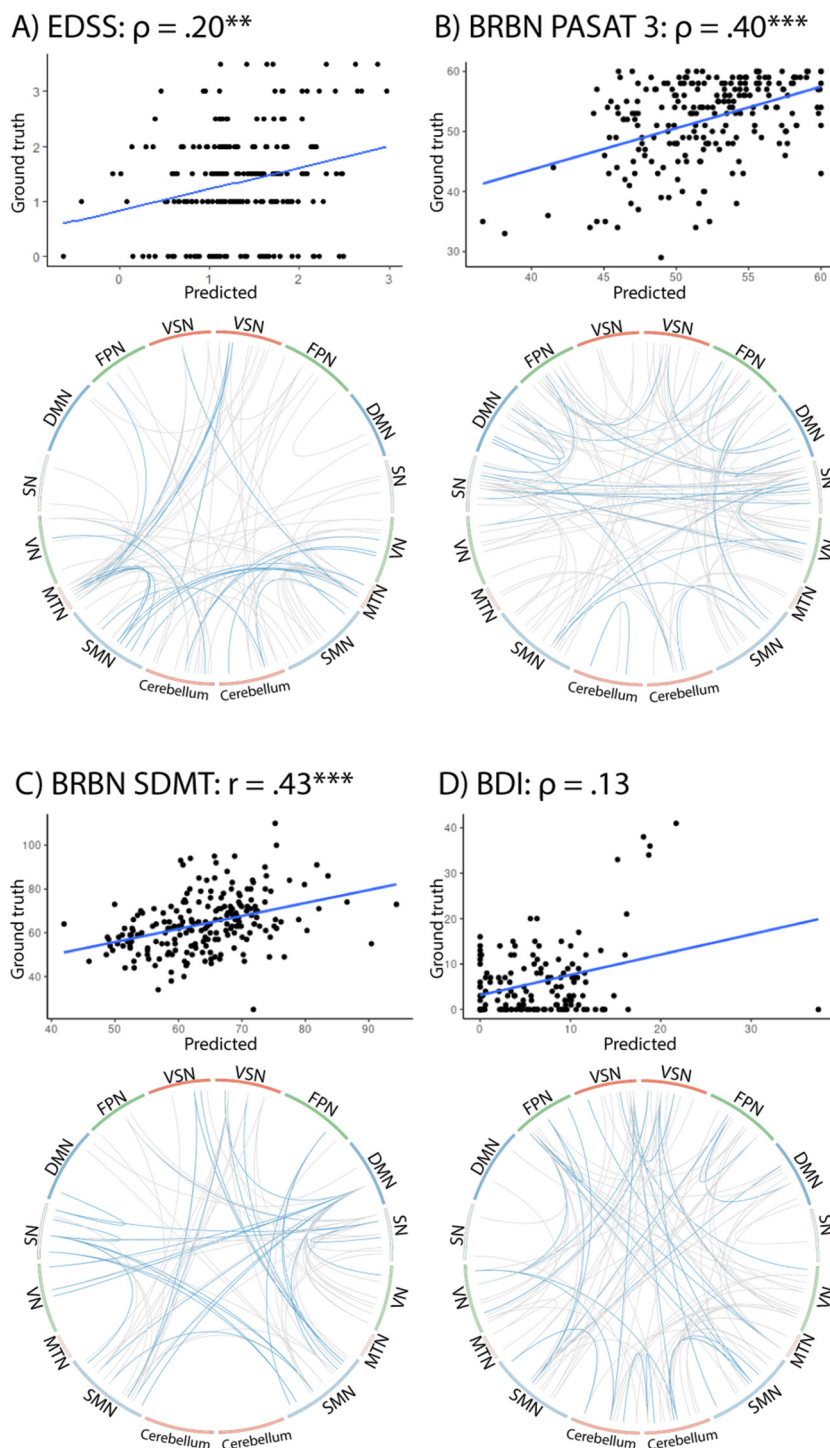 A) EDSS: ρ = .20**
B) BRBN PASAT 3: ρ = .40***
Ground truth
3
2
1
0
0
1
2
3
Predicted
Ground truth
60
50
40
30
40
45
50
55
60
Predicted
VSN
VSN
FPN
FPN
DMN
DMN
SN
SN
VN
VN
MTN
MTN
SMN
SMN
Cerebellum
Cerebellum
VSN
VSN
FPN
FPN
DMN
DMN
SN
SN
VN
VN
MTN
MTN
SMN
SMN
Cerebellum
Cerebellum
C) BRBN SDMT: r = .43***
D) BDI: ρ = .13
Ground truth
100
80
60
40
40
50
60
70
80
90
Predicted
Ground truth
40
30
20
10
0
0
10
20
30
Predicted
VSN
VSN
FPN
FPN
DMN
DMN
SN
SN
VN
VN
MTN
MTN
SMN
SMN
Cerebellum
Cerebellum
VSN
VSN
FPN
FPN
DMN
DMN
SN
SN
VN
VN
MTN
MTN
SMN
SMN
Cerebellum
Cerebellum